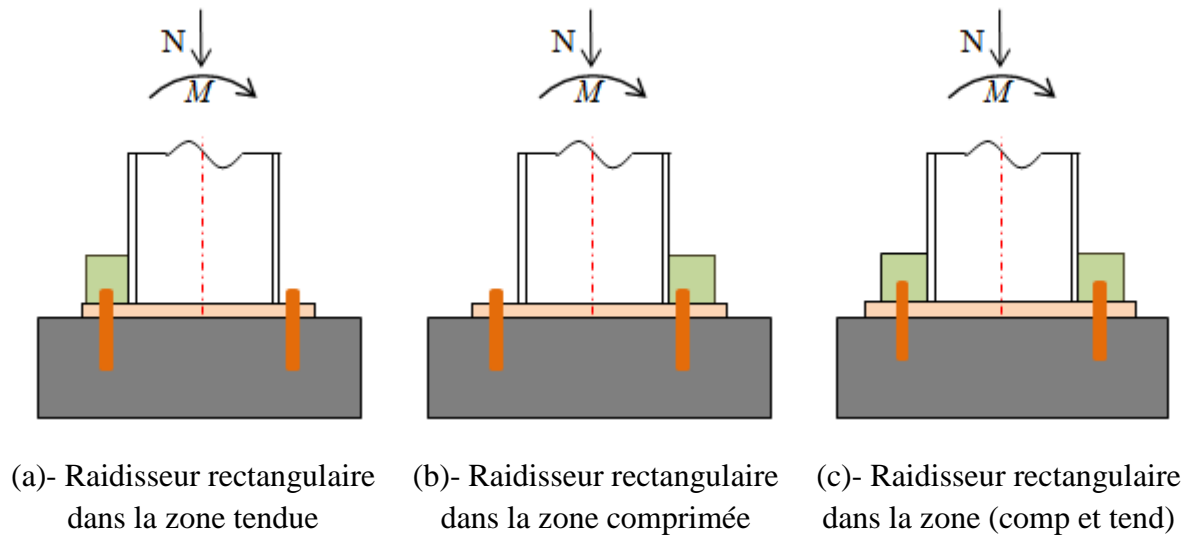 N
M
N
M
N
M
(a)- Raidisseur rectangulaire
dans la zone tendue
(b)- Raidisseur rectangulaire
dans la zone comprimée
(c)- Raidisseur rectangulaire
dans la zone (comp et tend)